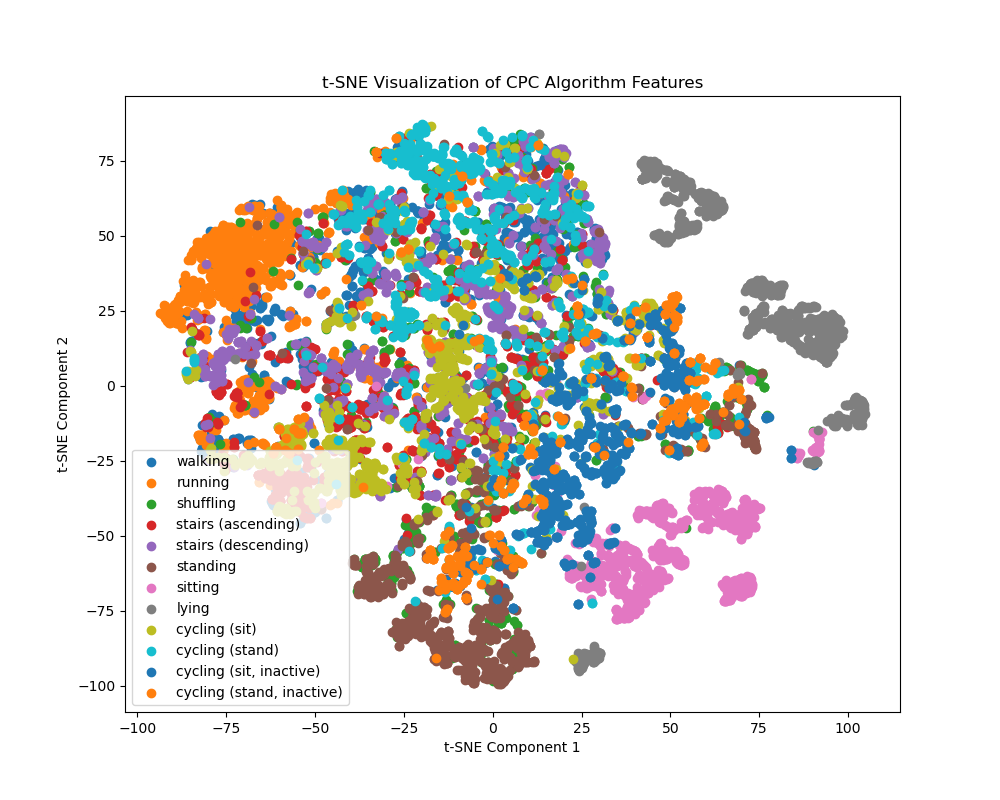 t-SNE Visualization of CPC Algorithm Features
75
50
25
0
−25
−50
−75
−100
t-SNE Component 2
walking
running
shuffling
stairs (ascending)
stairs (descending)
standing
sitting
lying
cycling (sit)
cycling (stand)
cycling (sit, inactive)
cycling (stand, inactive)
−100 −75 −50 −25 0 25 50 75 100
t-SNE Component 1